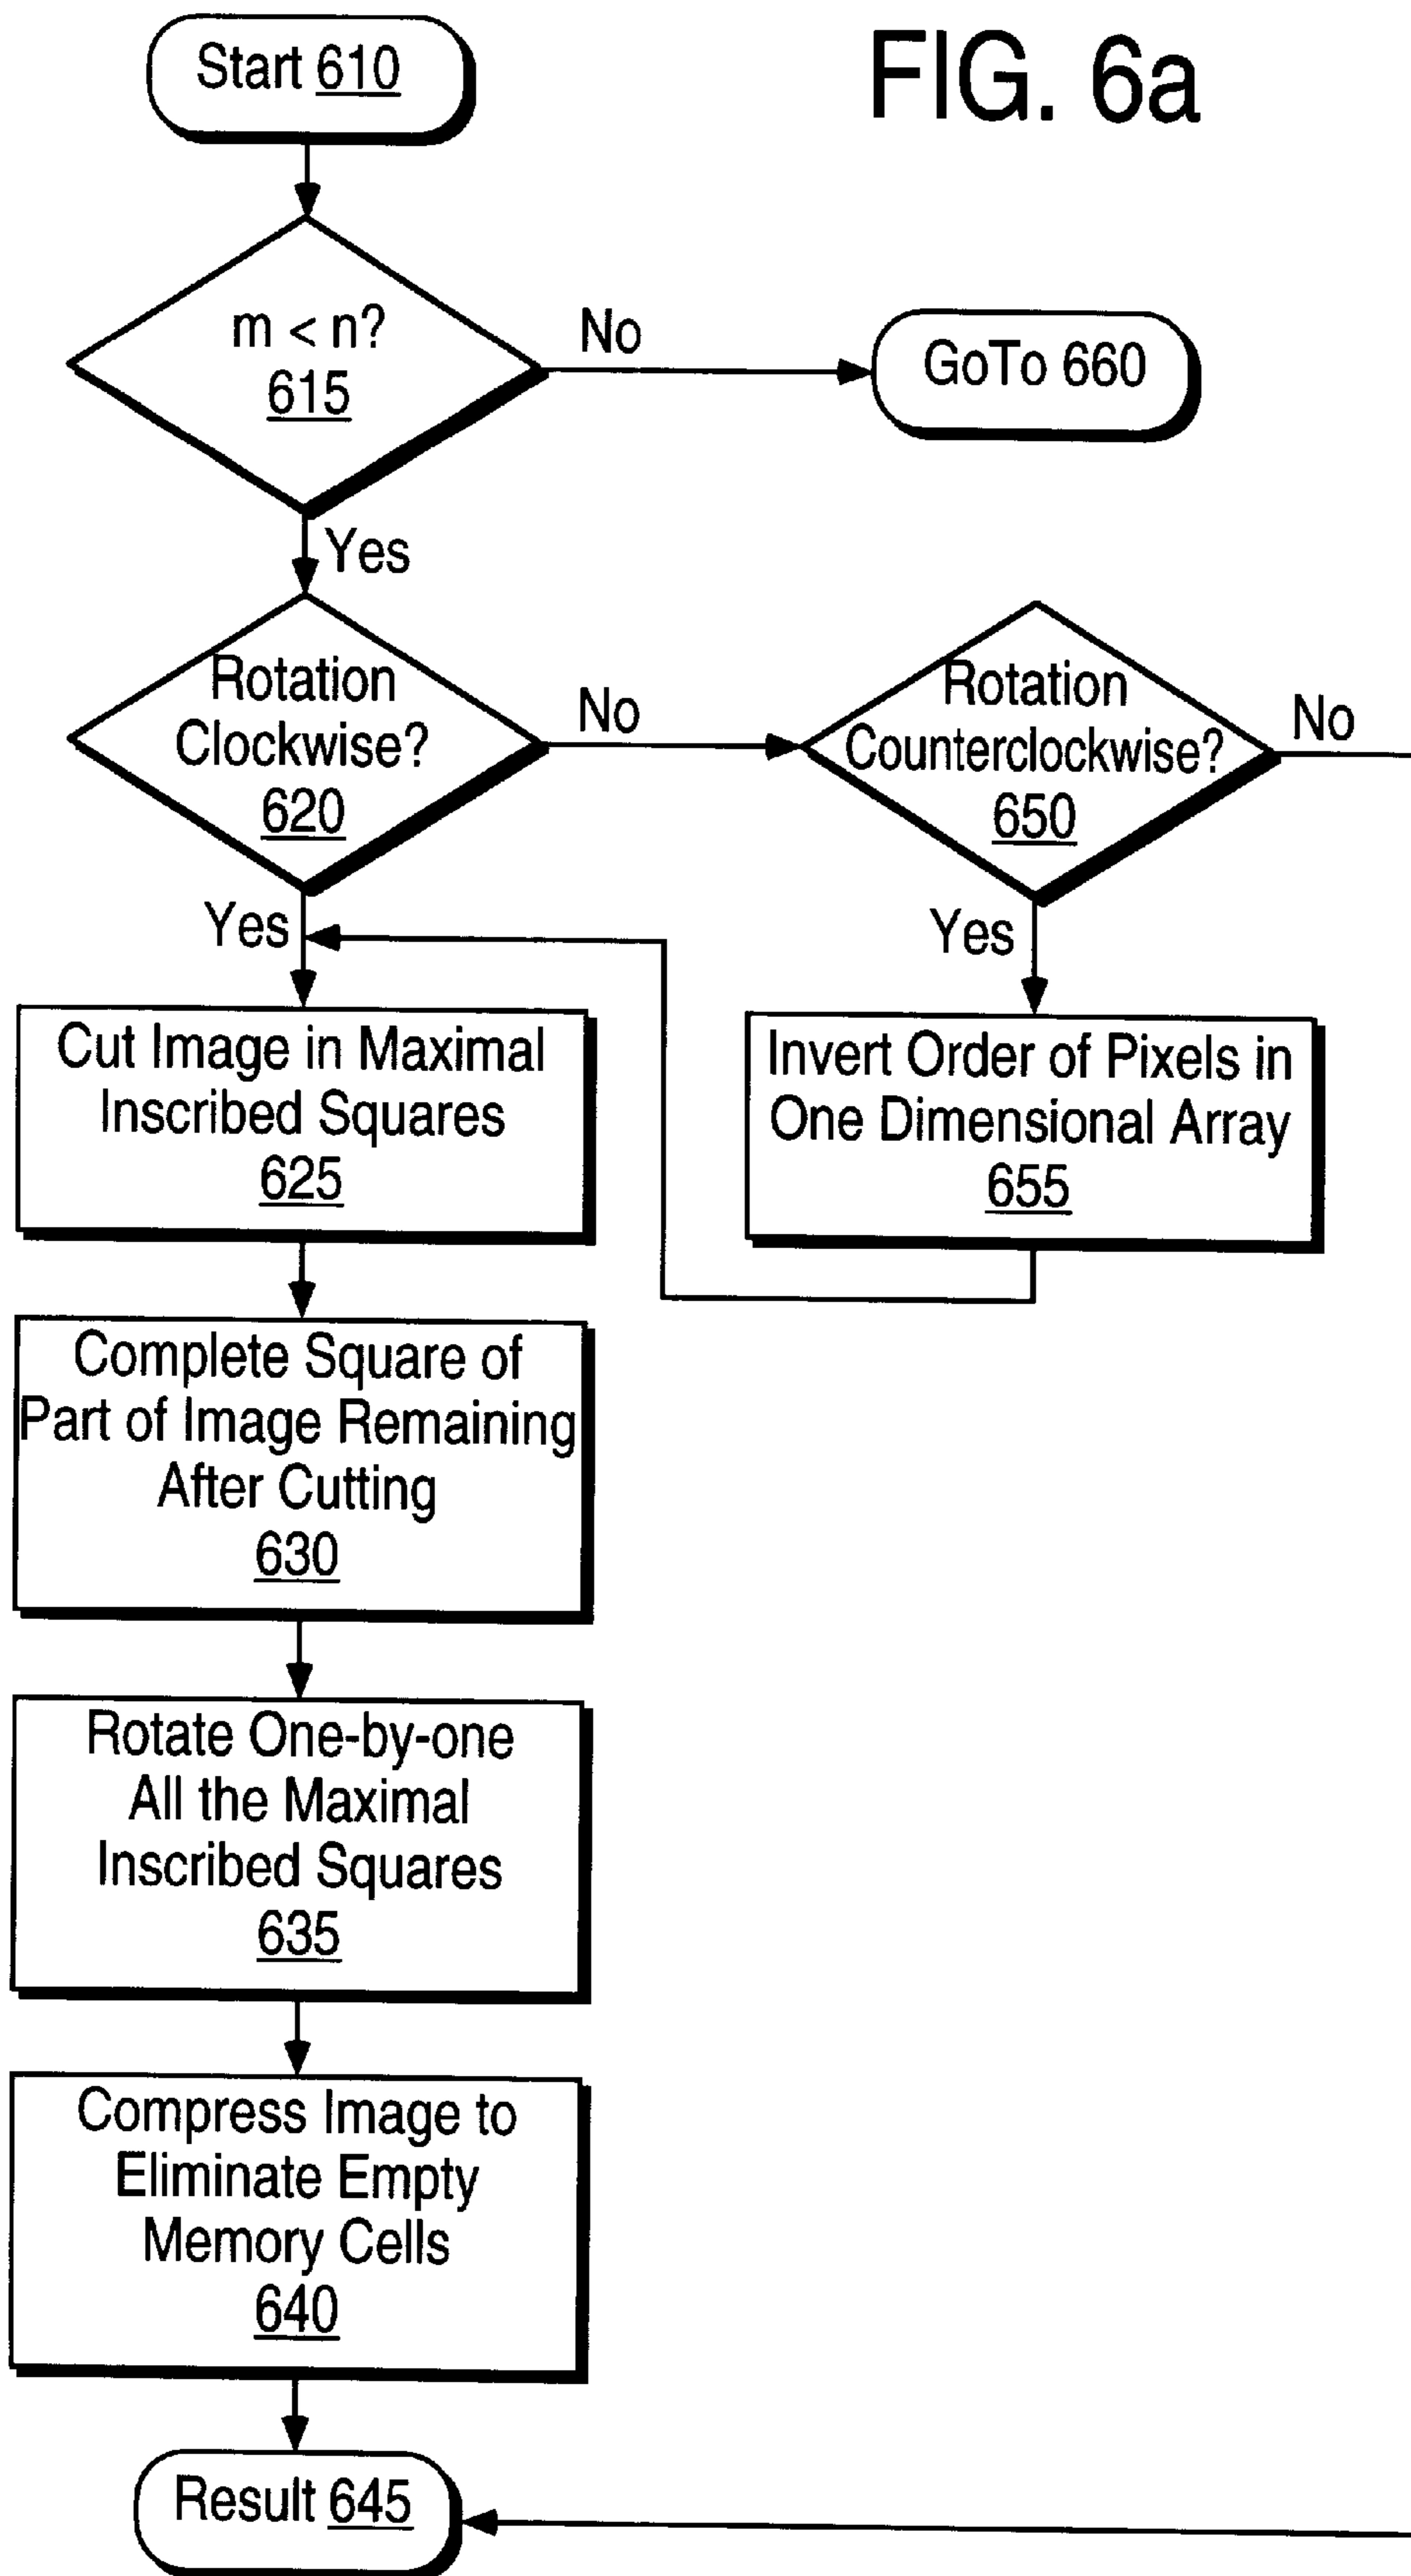 FIG. 6a
Start 610
m < n?
615
No
GoTo 660
Yes
Rotation
Clockwise?
620
No
Rotation
Counterclockwise?
650
No
Yes
Yes
Cut Image in Maximal
Inscribed Squares
625
Invert Order of Pixels in
One Dimensional Array
655
Complete Square of
Part of Image Remaining
After Cutting
630
Rotate One-by-one
All the Maximal
Inscribed Squares
635
Compress Image to
Eliminate Empty
Memory Cells
640
Result 645